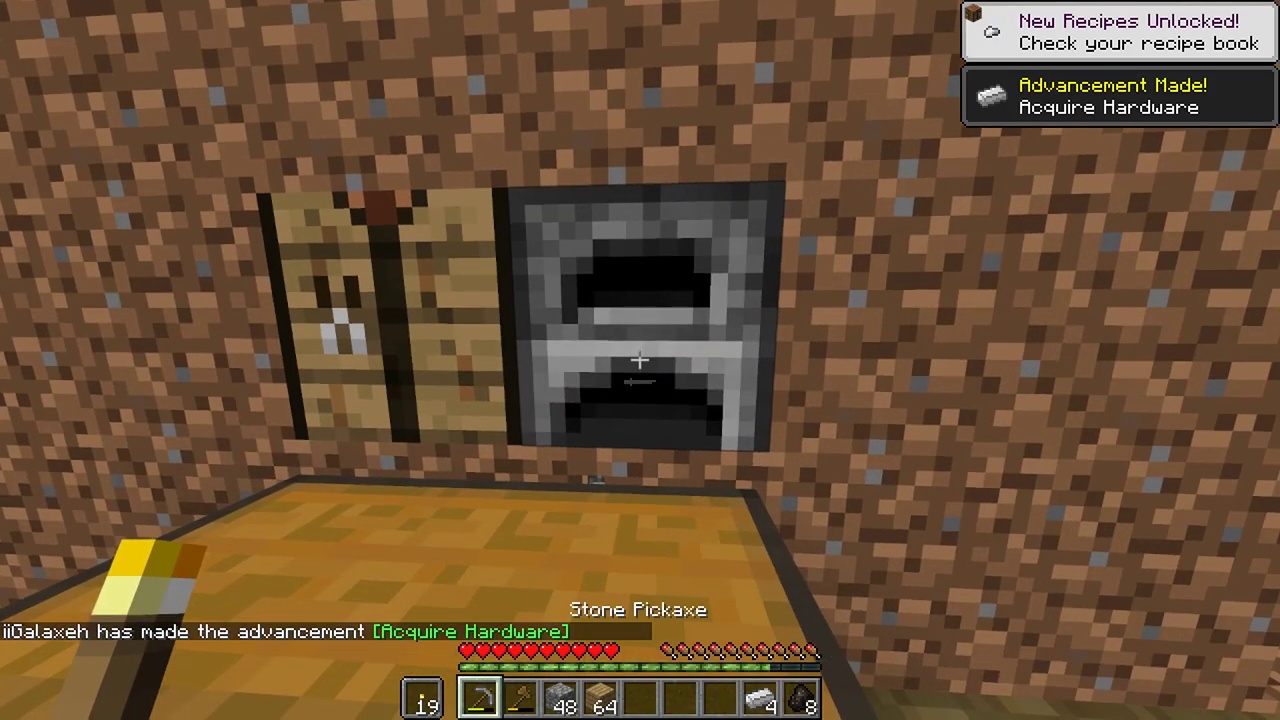 New Recipes Unlocked!
Check your recipe book
Advancement Made!
Acquire Hardware
Stone Pickaxe
iiGalaxeh has made the advancement [Acquire Hardware]
19 48 64 4 8